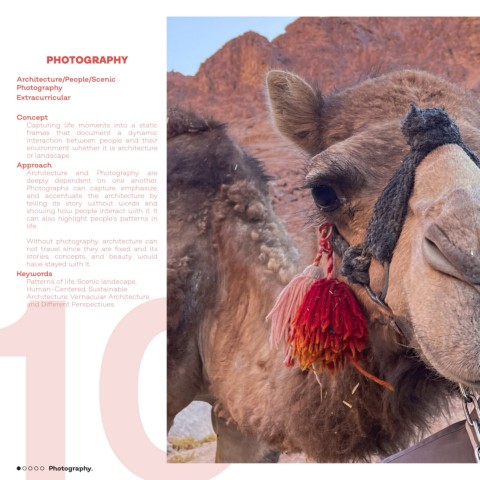 PHOTOGRAPHY
Architecture/People/Scenic
Photography
Extracurricular
Concept
Capturing life moments into a static
frames that document a dynamic
interaction between people and their
environment whether it is architecture
or landscape.
Approach
Architecture and Photography are
deeply dependent on one another.
Photographs can capture, emphasize,
and accentuate the architecture by
telling its story without words and
showing how people interact with it. It
can also highlight people's patterns in
life.
Without photography, architecture can
not travel since they are fixed and its
stories, concepts, and beauty would
have stayed with it.
Keywords
Patterns of life, Scenic landscape,
Human-Centered, Sustainable
Architecture, Vernacular Architecture,
and Different Perspectives.
10
Photography.